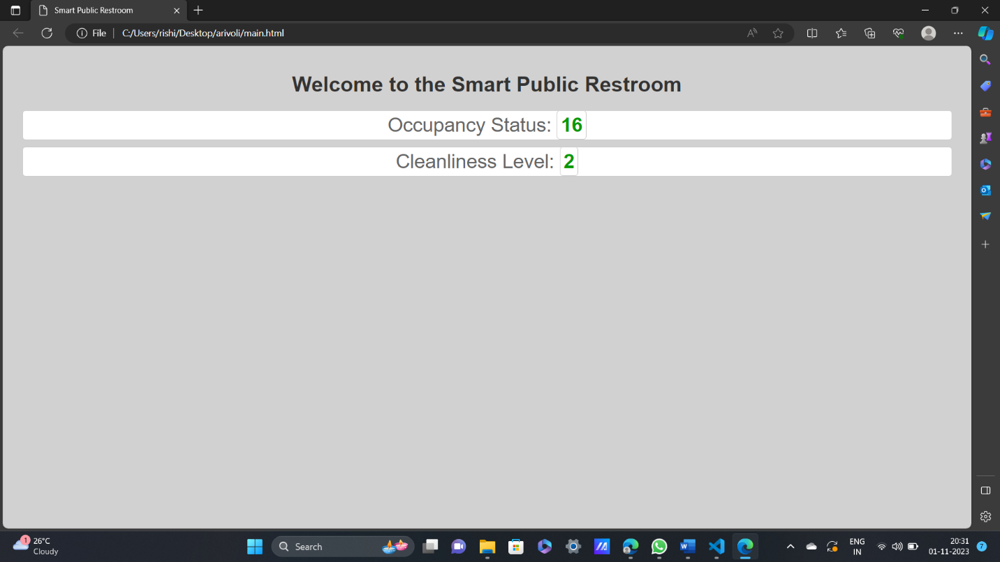 Smart Public Restroom
File
C:/Users/rishi/Desktop/arivoli/main.html
Welcome to the Smart Public Restroom
Occupancy Status: 16
Cleanliness Level: 2
1
26°C
Cloudy
Search
ENG
IN
20:31
01-11-2023
7